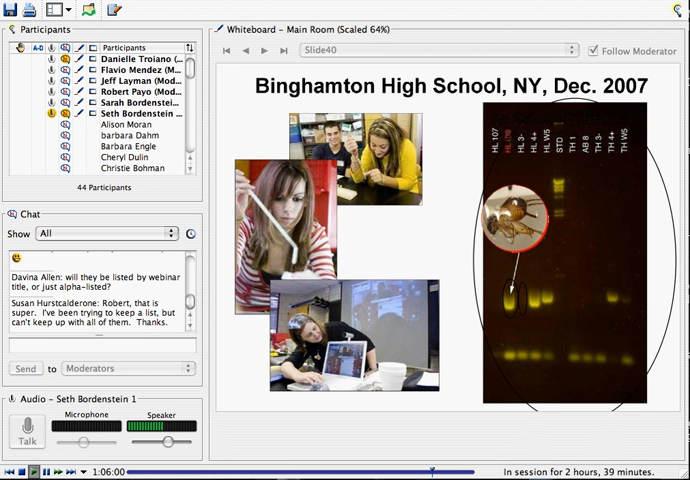 Participants
A-D
Participants
Danielle Troiano (...
Flavio Mendez (M...
Jeff Layman (Mod...
Robert Payo (Mod...
Sarah Bordenstein...
Seth Bordenstein ...
Alison Moran
barbara Dahm
Barbara Engle
Cheryl Dulin
Christie Bohman
44 Participants
Chat
Show All
Davina Allen: will they be listed by webinar
title, or just alpha-listed?
Susan Hurstcalderone: Robert, that is
super. I've been trying to keep a list, but
can't keep up with all of them. Thanks.
Send to Moderators
Audio - Seth Bordenstein 1
Microphone Speaker
Talk
Whiteboard - Main Room (Scaled 64%)
Slide40
Follow Moderator
Binghamton High School, NY, Dec. 2007
HL 107
HL 3-
HL 4+
HL W5
STD
TH 1
AB 8
TH 3-
TH 4+
TH W5
1:06:00 In session for 2 hours, 39 minutes.